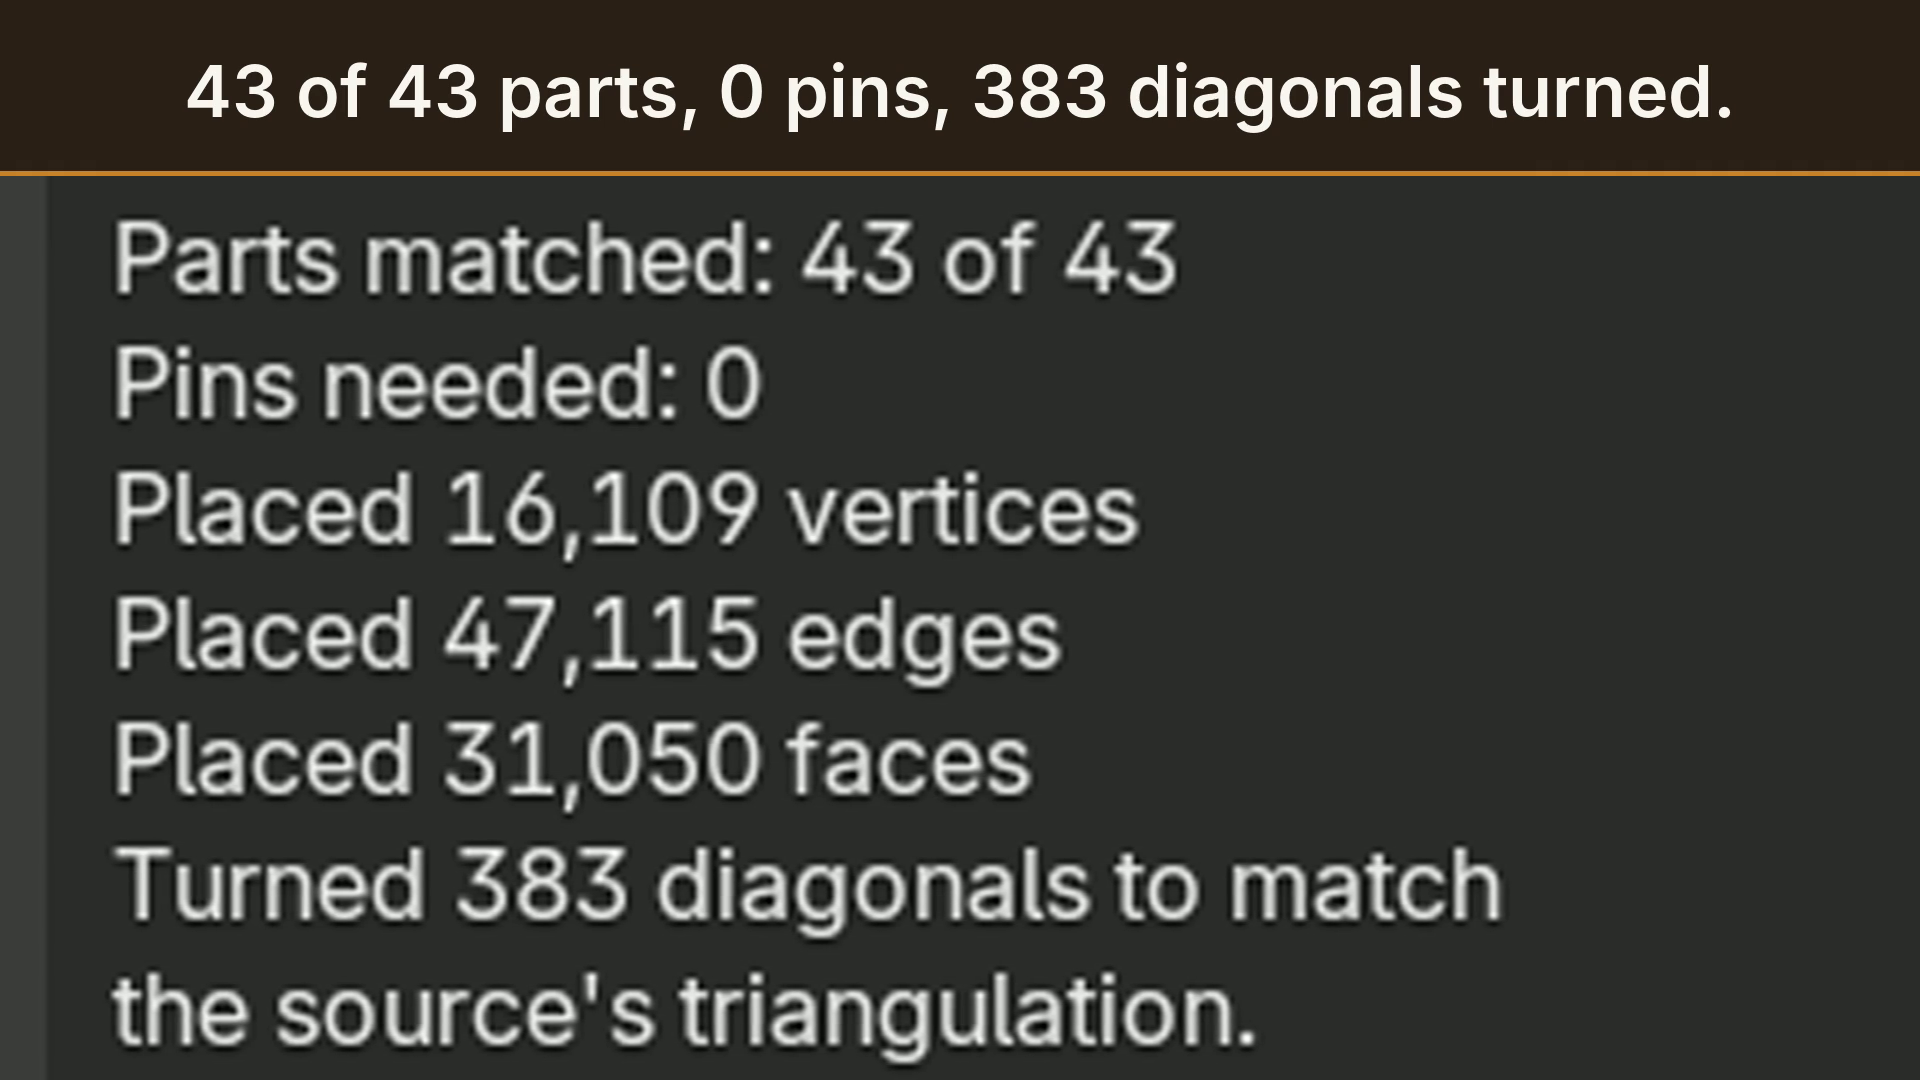 43 of 43 parts, 0 pins, 383 diagonals turned.
Parts matched: 43 of 43
Pins needed: 0
Placed 16,109 vertices
Placed 47,115 edges
Placed 31,050 faces
Turned 383 diagonals to match
the source's triangulation.